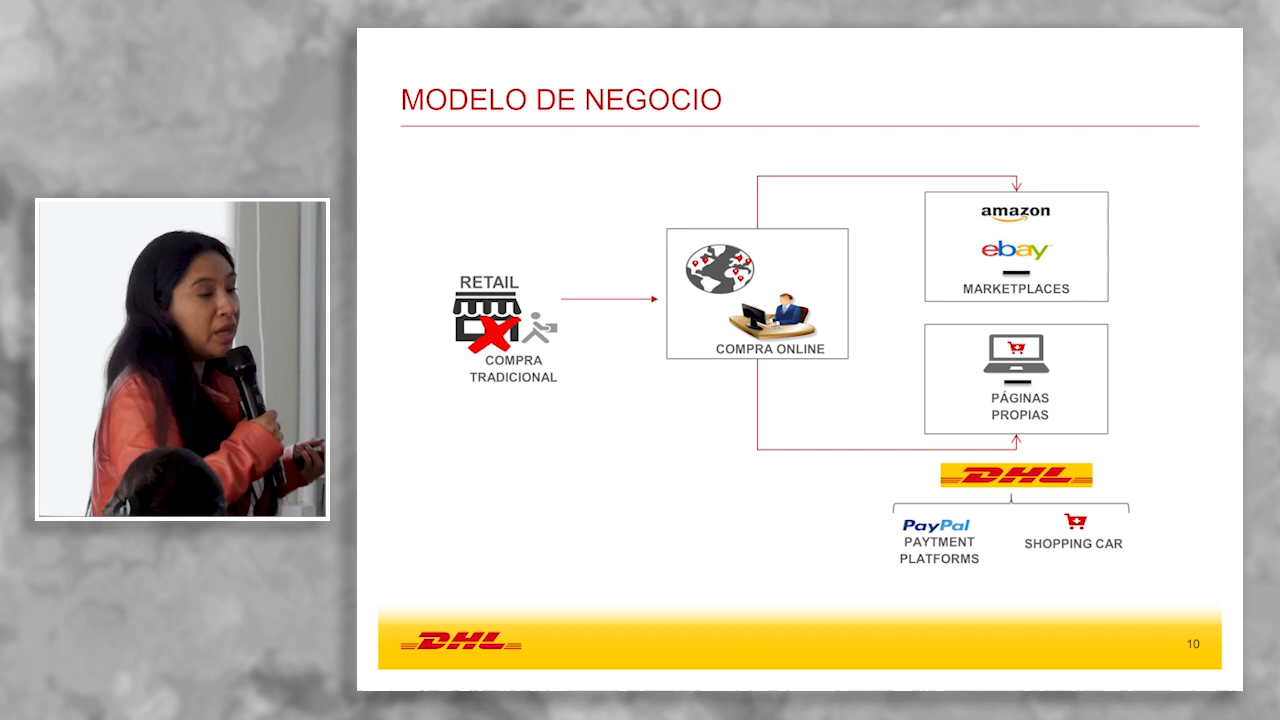 MODELO DE NEGOCIO
RETAIL
COMPRA
TRADICIONAL
COMPRA ONLINE
amazon
ebay
MARKETPLACES
PÁGINAS
PROPIAS
DHL
PayPal
PAYTMENT
PLATFORMS
SHOPPING CAR
DHL
10